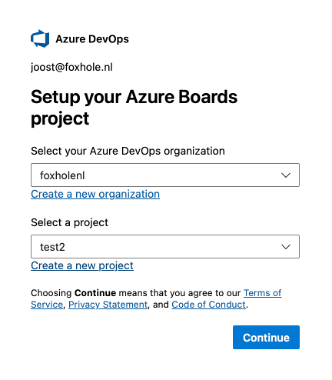 Azure DevOps
joost@foxhole.nl
Setup your Azure Boards
project
Select your Azure DevOps organization
foxholenl
Create a new organization
Select a project
test2
Create a new project
Choosing Continue means that you agree to our Terms of
Service, Privacy Statement, and Code of Conduct.
Continue